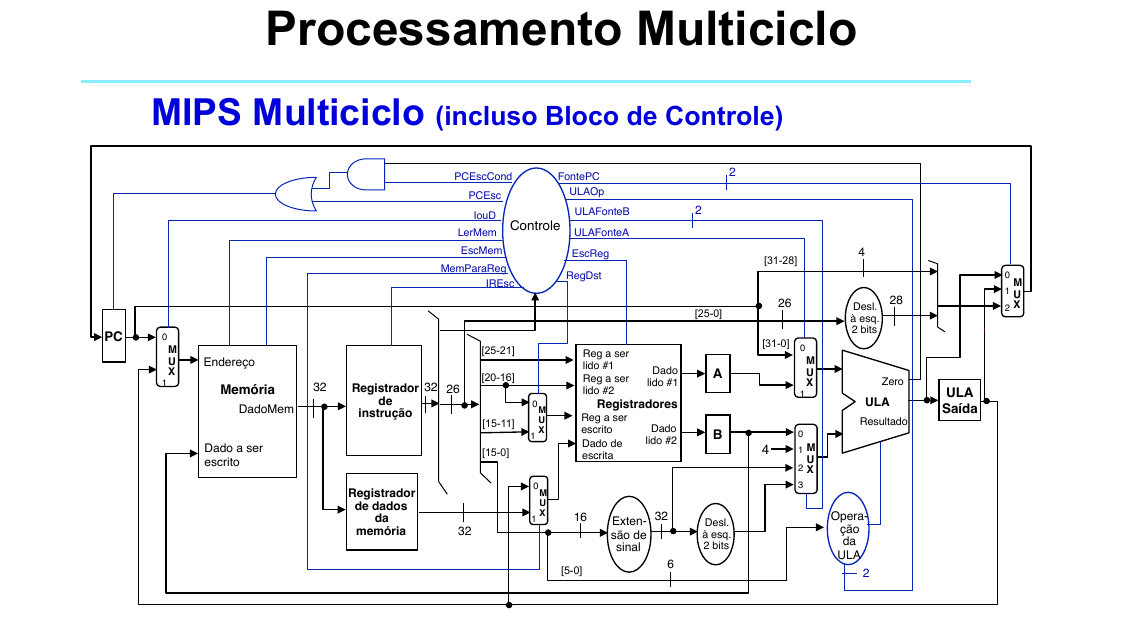 Processamento Multiciclo
MIPS Multiciclo (incluso Bloco de Controle)
PCEscCond
PCEsc
IouD
LerMem
EscMem
MemParaReg
IREsc
Controle
FontePC
2
ULAOp
ULAFonteB
2
ULAFonteA
EscReg
RegDst
[31-28]
4
26
[25-0]
Desl.
à esq.
2 bits
28
0
1
2
M
U
X
PC
0
M
U
X
1
Endereço
Memória
DadoMem
Dado a ser
escrito
32
Registrador
de
instrução
32
26
Registrador
de dados
da
memória
32
[25-21]
[20-16]
[15-11]
[15-0]
0
M
U
X
1
0
M
U
X
1
Reg a ser
lido #1
Reg a ser
lido #2
Registradores
Reg a ser
escrito
Dado de
escrita
Dado
lido #1
Dado
lido #2
A
B
4
[31-0]
0
M
U
X
1
0
1
2
3
M
U
X
Zero
ULA
Resultado
ULA
Saída
16
Exten-
são de
sinal
32
Desl.
à esq.
2 bits
Opera-
ção
da
ULA
2
[5-0]
6